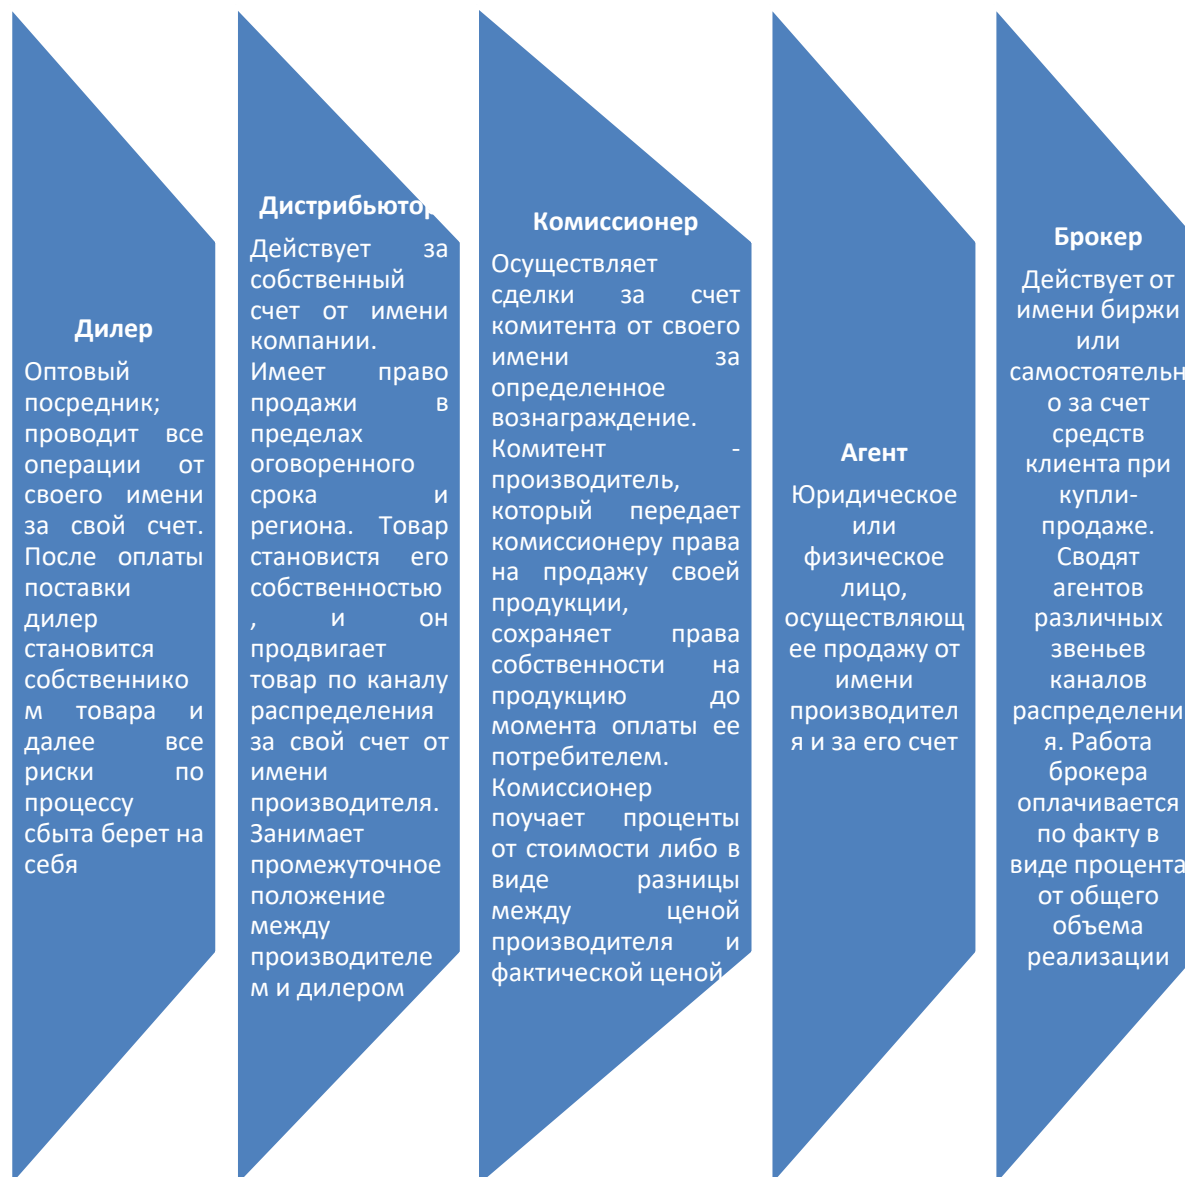 Дилер
Оптовый
посредник;
проводит все
операции от
своего имени
за свой счет.
После оплаты
поставки
дилер
становится
собственнико
м товара и
далее все
риски по
процессу
сбыта берет на
себя
Дистрибьютор
Действует за
собственный
счет от имени
компании.
Имеет право
продажи в
пределах
оговоренного
срока и
региона. Товар
становистя его
собственностью
, и он
продвигает
товар по каналу
распределения
за свой счет от
имени
производителя.
Занимает
промежуточное
положение
между
производителе
м и дилером
Комиссионер
Осуществляет
сделки за счет
комитента от своего
имени за
определенное
вознаграждение.
Комитент -
производитель,
который передает
комиссионеру права
на продажу своей
продукции,
сохраняет права
собственности на
продукцию до
момента оплаты ее
потребителем.
Комиссионер
поучает проценты
от стоимости либо в
виде разницы
между ценой
производителя и
фактической ценой
Агент
Юридическое
или
физическое
лицо,
осуществляющ
ее продажу от
имени
производител
я и за его счет
Брокер
Действует от
имени биржи
или
самостоятельн
о за счет
средств
клиента при
купли-
продаже.
Сводят
агентов
различных
звеньев
каналов
распределени
я. Работа
брокера
оплачивается
по факту в
виде процента
от общего
объема
реализации